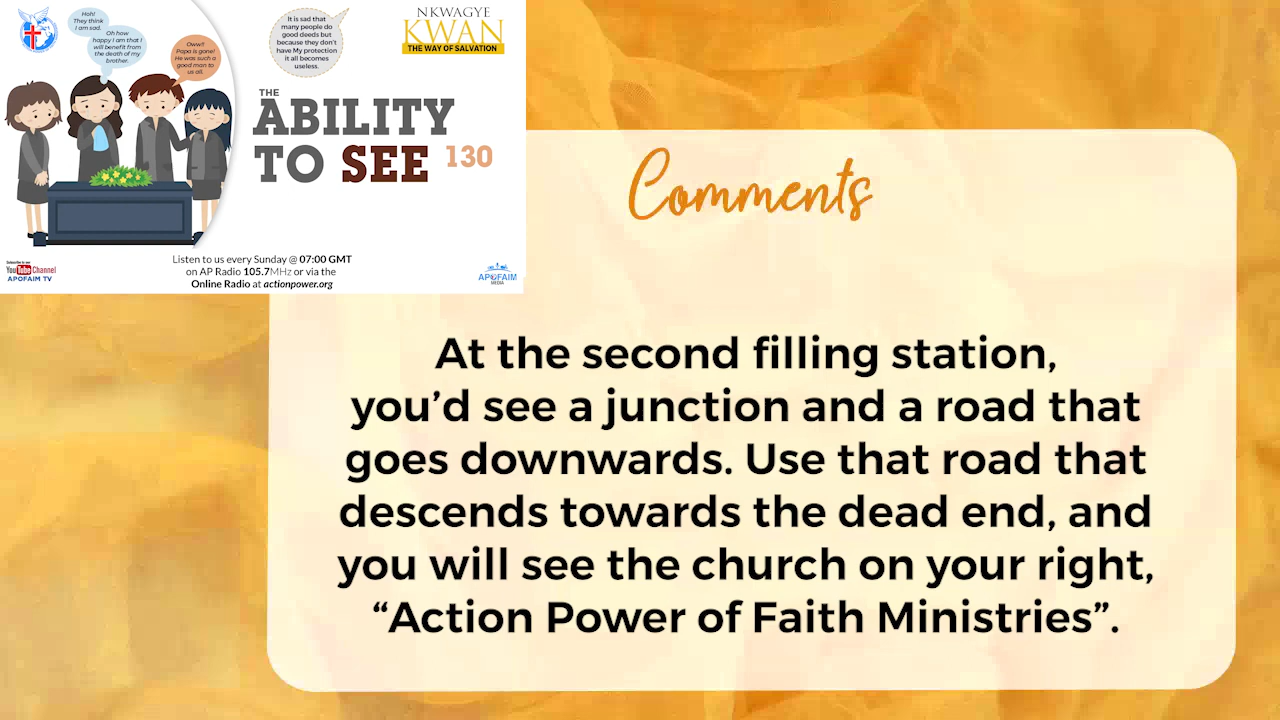 Hoh!
They think
I am sad.
Oh how
happy I am that I
will benefit from
the death of my
brother.
Oww!!
Papa is gone!
He was such a
good man to
us all.
It is sad that
many people do
good deeds but
because they don't
have My protection
it all becomes
useless.
NKWAGYE
KWAN
THE WAY OF SALVATION
THE
ABILITY
TO SEE 130
Listen to us every Sunday @ 07:00 GMT
on AP Radio 105.7MHz or via the
Online Radio at actionpower.org
You Tube Channel
APOFAIM TV
APOFAIM
MEDIA
Comments
At the second filling station,
you’d see a junction and a road that
goes downwards. Use that road that
descends towards the dead end, and
you will see the church on your right,
“Action Power of Faith Ministries”.